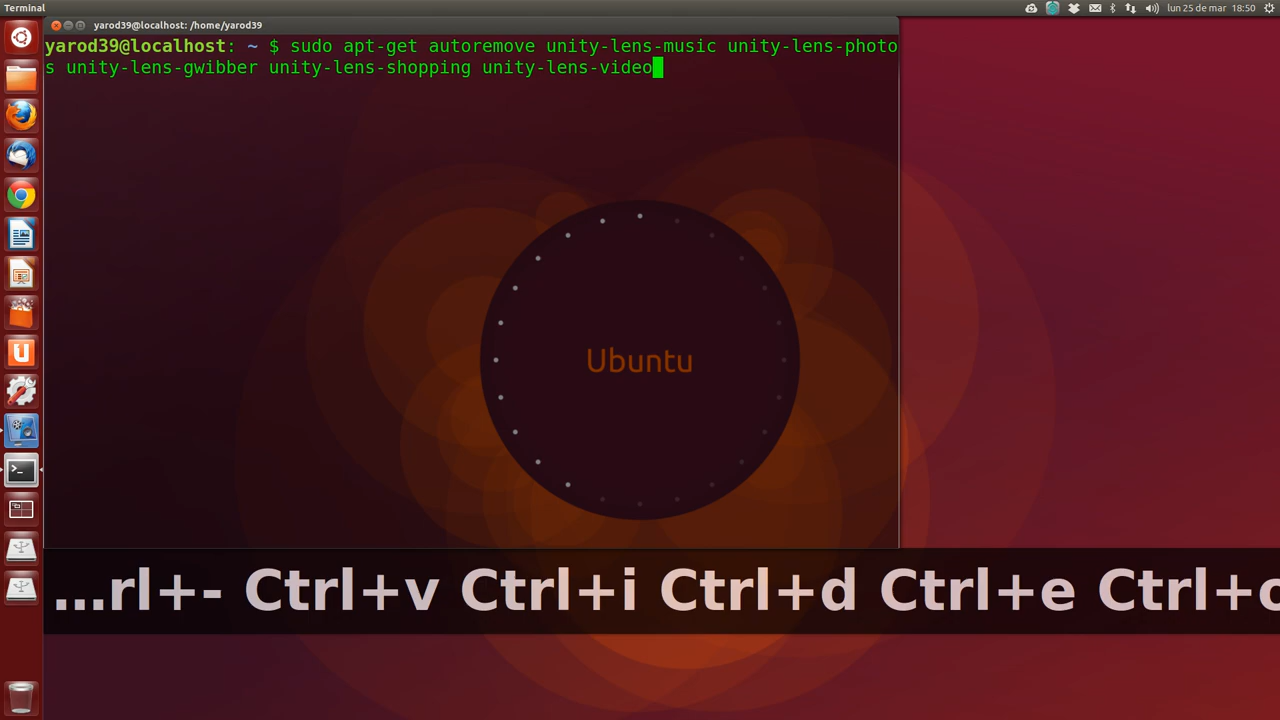 Terminal
lun 25 de mar 18:50
yarod39@localhost: /home/yarod39
yarod39@localhost: ~ $ sudo apt-get autoremove unity-lens-music unity-lens-photo
s unity-lens-gwibber unity-lens-shopping unity-lens-video
Ubuntu
...rl+- Ctrl+v Ctrl+i Ctrl+d Ctrl+e Ctrl+o